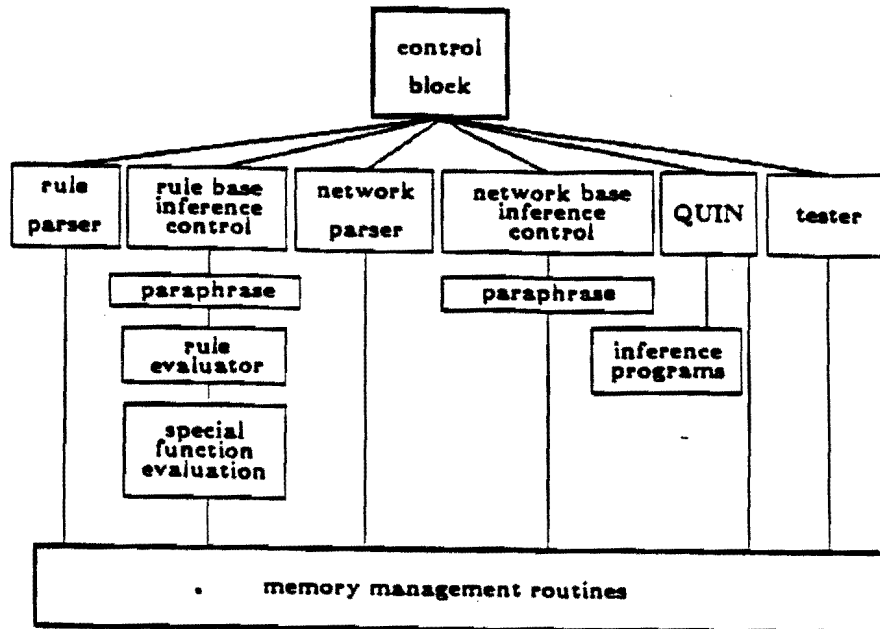 control
block
rule
parser
rule base
inference
control
network
parser
network base
inference
control
QUIN
tester
paraphrase
paraphrase
rule
evaluator
inference
programs
special
function
evaluation
memory management routines